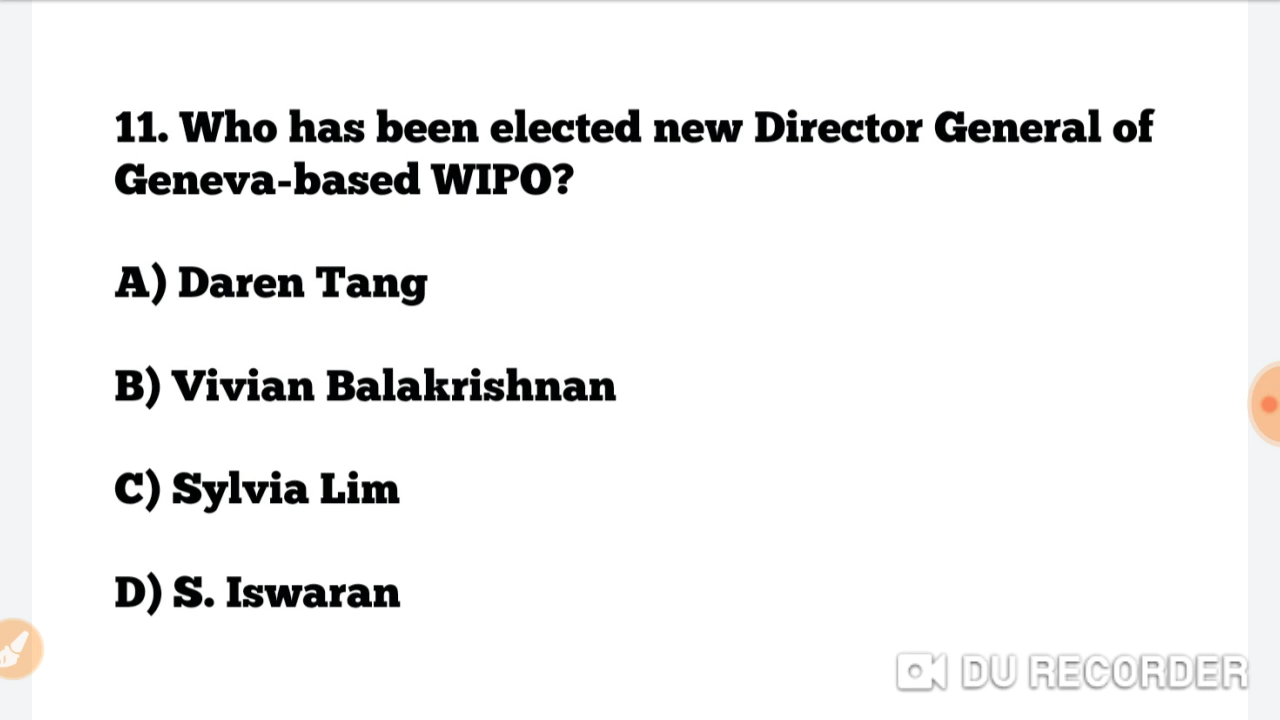 11. Who has been elected new Director General of
Geneva-based WIPO?
A) Daren Tang
B) Vivian Balakrishnan
C) Sylvia Lim
D) S. Iswaran
DU RECORDER